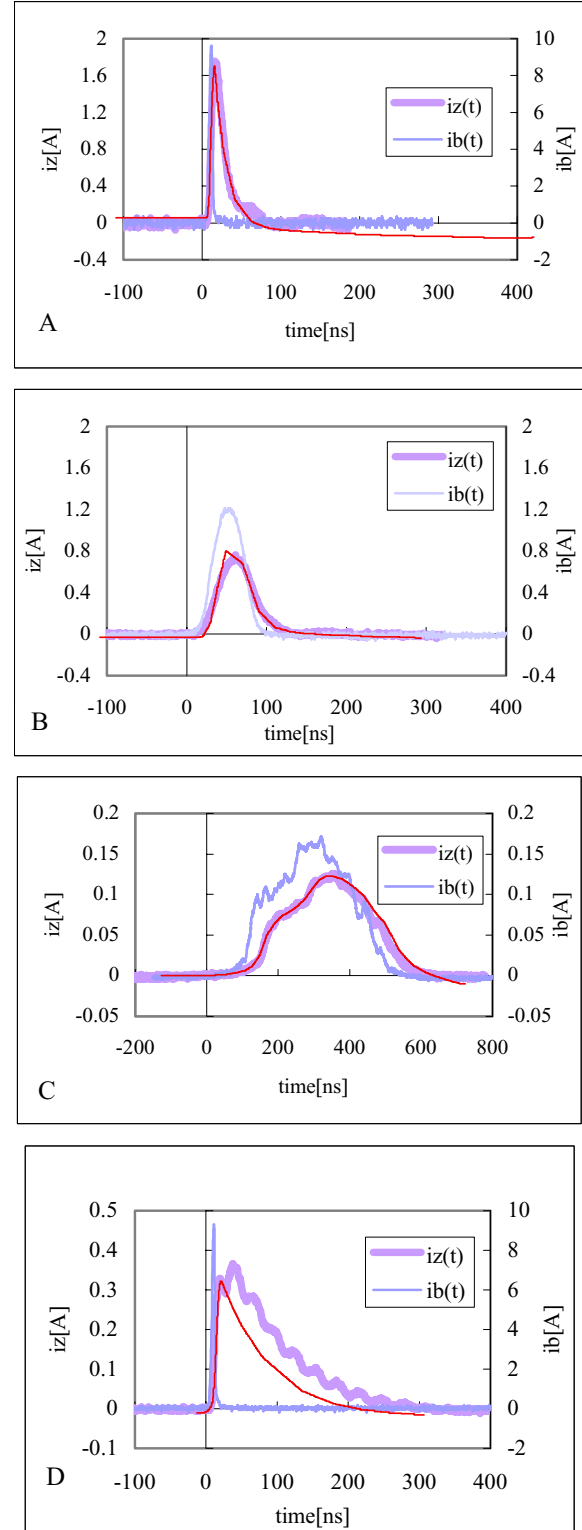 2
10
1.6
8
iz(t)
1.2
6
ib(t)
iz[A]
0.8
4
ib[A]
0.4
2
0
0
-0.4
-2
-100 0 100 200 300 400
A
time[ns]
2
2
1.6
iz(t)
1.6
ib(t)
1.2
1.2
iz[A]
0.8
0.8
ib[A]
0.4
0.4
0
0
-0.4
-0.4
-100 0 100 200 300 400
B
time[ns]
0.2
0.2
0.15
iz(t)
0.15
ib(t)
iz[A]
0.1
0.1
ib[A]
0.05
0.05
0
0
-0.05
-0.05
-200 0 200 400 600 800
C
time[ns]
0.5
10
0.4
iz(t)
8
ib(t)
0.3
6
iz[A]
0.2
4
ib[A]
0.1
2
0
0
-0.1
-2
D
-100 0 100 200 300 400
time[ns]